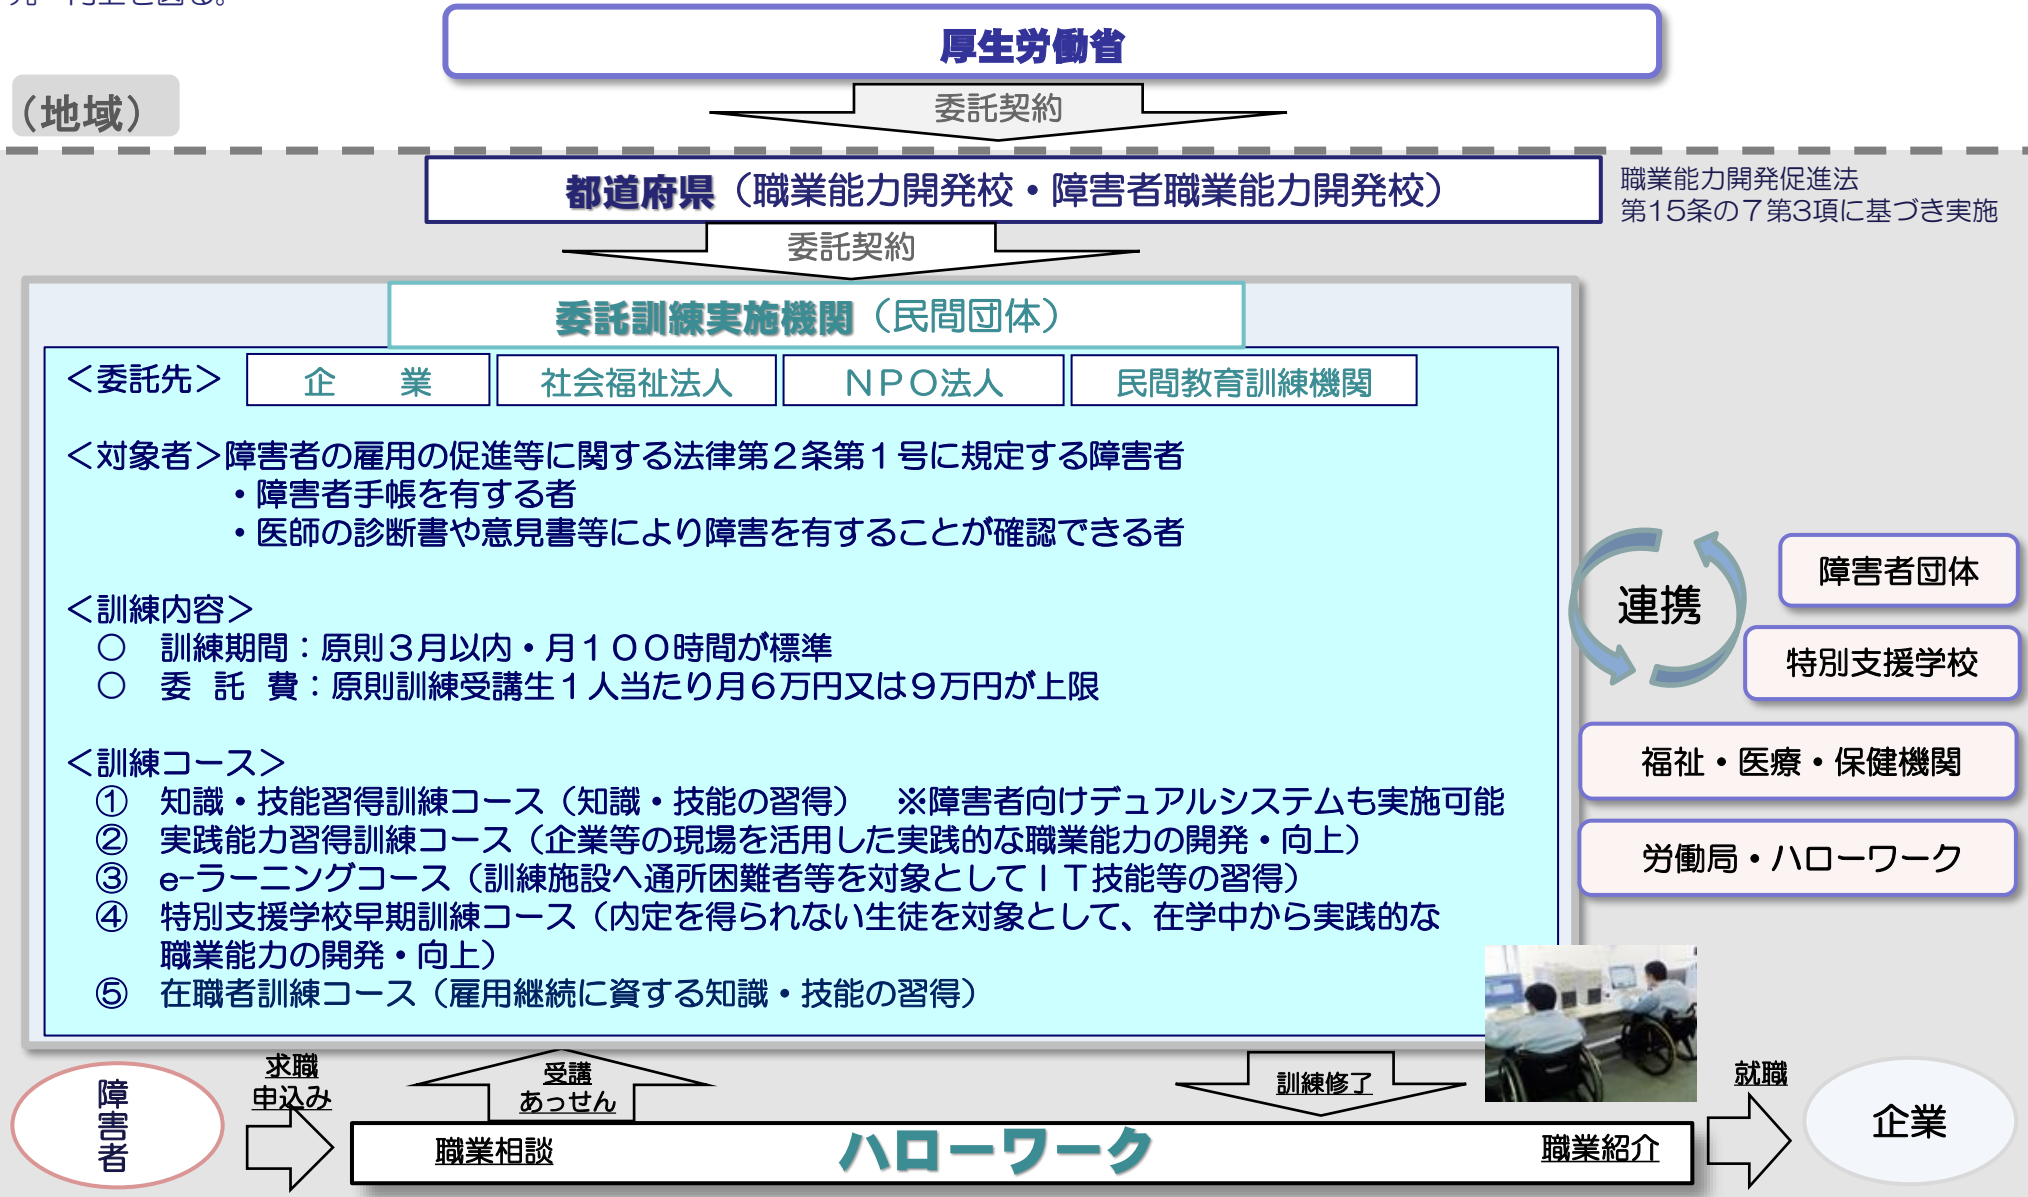 厚生労働省
委託契約
（地域）
都道府県（職業能力開発校・障害者職業能力開発校）
職業能力開発促進法
第15条の７第3項に基づき実施
委託契約
委託訓練実施機関（民間団体）
＜委託先＞ 企　業 社会福祉法人 ＮＰＯ法人 民間教育訓練機関
＜対象者＞障害者の雇用の促進等に関する法律第２条第１号に規定する障害者
・障害者手帳を有する者
・医師の診断書や意見書等により障害を有することが確認できる者
＜訓練内容＞
○　訓練期間：原則３月以内・月１００時間が標準
○　委 託 費：原則訓練受講生１人当たり月６万円又は９万円が上限
＜訓練コース＞
①　知識・技能習得訓練コース（知識・技能の習得）　※障害者向けデュアルシステムも実施可能
②　実践能力習得訓練コース（企業等の現場を活用した実践的な職業能力の開発・向上）
③　e-ラーニングコース（訓練施設へ通所困難者等を対象としてＩＴ技能等の習得）
④　特別支援学校早期訓練コース（内定を得られない生徒を対象として、在学中から実践的な
職業能力の開発・向上）
⑤　在職者訓練コース（雇用継続に資する知識・技能の習得）
連携
障害者団体
特別支援学校
福祉・医療・保健機関
労働局・ハローワーク
障害者
求職
申込み
受講
あっせん
訓練修了
就職
職業相談
ハローワーク
職業紹介
企業